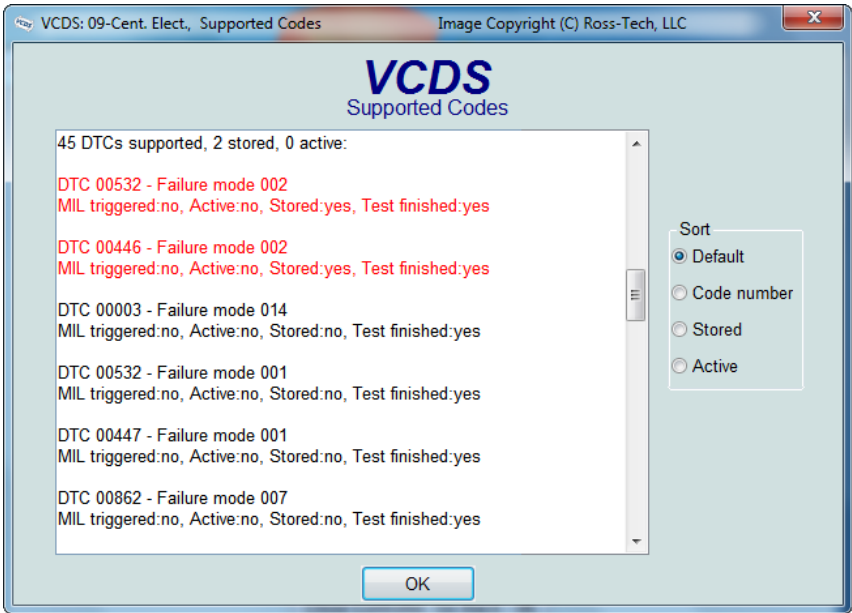 VCDS: 09-Cent. Elect.,  Supported Codes
Image Copyright (C) Ross-Tech, LLC
VCDS
Supported Codes
45 DTCs supported, 2 stored, 0 active:
DTC 00532 - Failure mode 002
MIL triggered:no, Active:no, Stored:yes, Test finished:yes
DTC 00446 - Failure mode 002
MIL triggered:no, Active:no, Stored:yes, Test finished:yes
DTC 00003 - Failure mode 014
MIL triggered:no, Active:no, Stored:no, Test finished:yes
DTC 00532 - Failure mode 001
MIL triggered:no, Active:no, Stored:no, Test finished:yes
DTC 00447 - Failure mode 001
MIL triggered:no, Active:no, Stored:no, Test finished:yes
DTC 00862 - Failure mode 007
MIL triggered:no, Active:no, Stored:no, Test finished:yes
Sort
Default
Code number
Stored
Active
OK